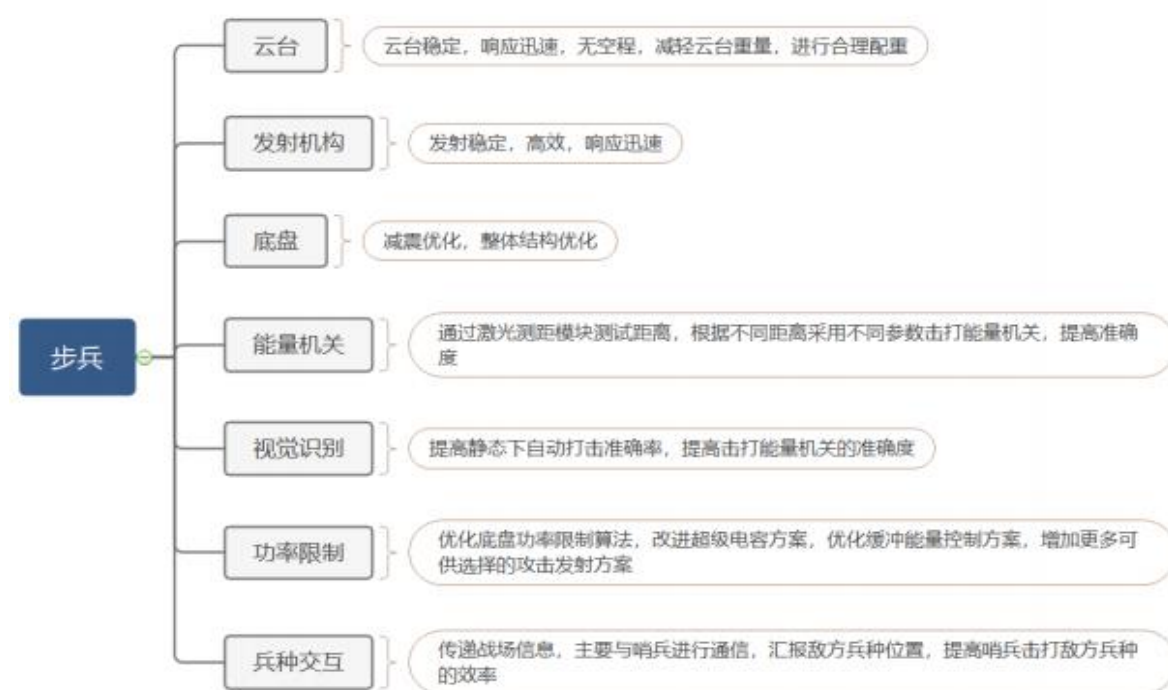 云台
云台稳定，响应迅速，无空程，减轻云台重量，进行合理配重
发射机构
发射稳定，高效，响应迅速
底盘
减震优化，整体结构优化
步兵
能量机关
通过激光测距模块测试距离，根据不同距离采用不同参数击打能量机关，提高准确
度
视觉识别
提高静态下自动打击准确率，提高击打能量机关的准确度
功率限制
优化底盘功率限制算法，改进超级电容方案，优化缓冲能量控制方案，增加更多可
供选择的攻击发射方案
兵种交互
传递战场信息，主要与哨兵进行通信，汇报敌方兵种位置，提高哨兵击打敌方兵种
的效率